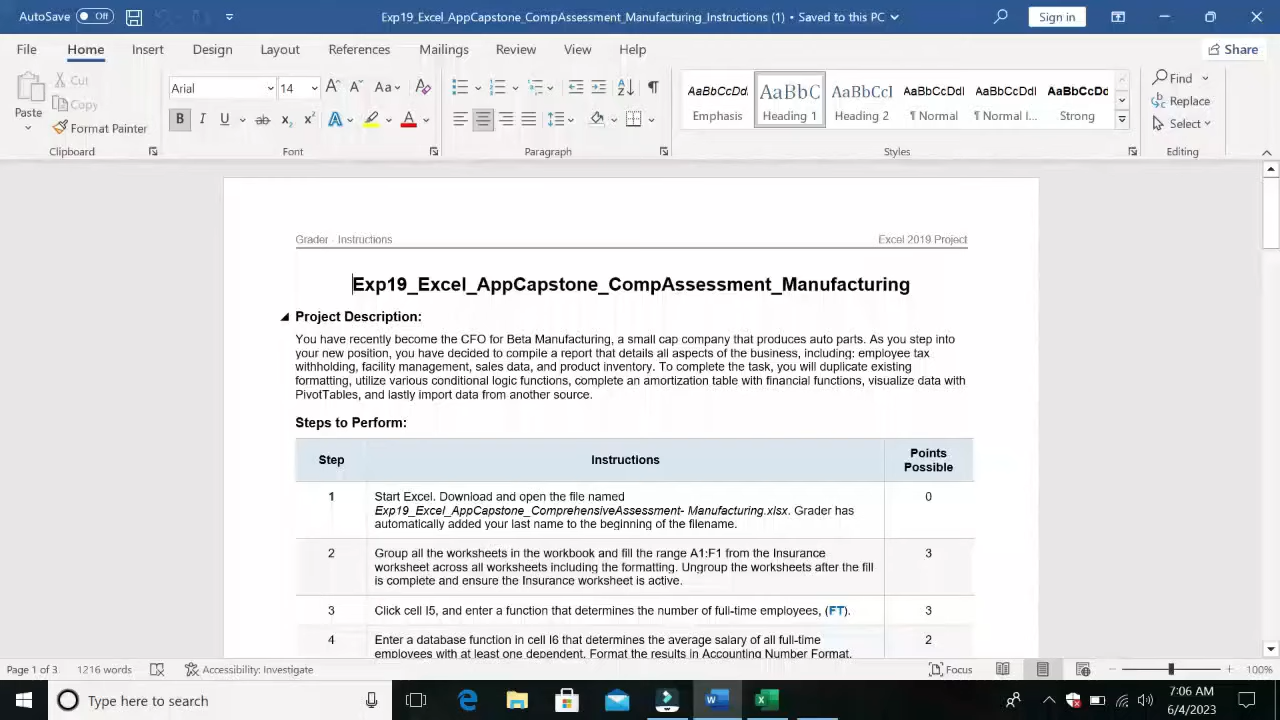 AutoSave Off Exp19_Excel_AppCapstone_CompAssessment_Manufacturing_Instructions (1) • Saved to this PC Sign in
File Home Insert Design Layout References Mailings Review View Help Share
Paste
Cut
Copy
Format Painter
Clipboard
Arial 14
Aa
B I U ab x₂ x² A A
Font
Paragraph
AaBbCcDd. AaBbC AaBbCcl AaBbCcDdl AaBbCcDdl AaBbCcDc
Emphasis Heading 1 Heading 2 ¶ Normal ¶ Normal I... Strong
Styles
Find
Replace
Select
Editing
Grader - Instructions Excel 2019 Project
Exp19_Excel_AppCapstone_CompAssessment_Manufacturing
Project Description:
You have recently become the CFO for Beta Manufacturing, a small cap company that produces auto parts. As you step into
your new position, you have decided to compile a report that details all aspects of the business, including: employee tax
withholding, facility management, sales data, and product inventory. To complete the task, you will duplicate existing
formatting, utilize various conditional logic functions, complete an amortization table with financial functions, visualize data with
PivotTables, and lastly import data from another source.
Steps to Perform:
Step Instructions Points Possible
1 Start Excel. Download and open the file named 0
Exp19_Excel_AppCapstone_ComprehensiveAssessment- Manufacturing.xlsx. Grader has
automatically added your last name to the beginning of the filename.
2 Group all the worksheets in the workbook and fill the range A1:F1 from the Insurance 3
worksheet across all worksheets including the formatting. Ungroup the worksheets after the fill
is complete and ensure the Insurance worksheet is active.
3 Click cell I5, and enter a function that determines the number of full-time employees, (FT). 3
4 Enter a database function in cell I6 that determines the average salary of all full-time 2
employees with at least one dependent. Format the results in Accounting Number Format.
Page 1 of 3 1216 words Accessibility: Investigate Focus 100%
Type here to search
7:06 AM
6/4/2023